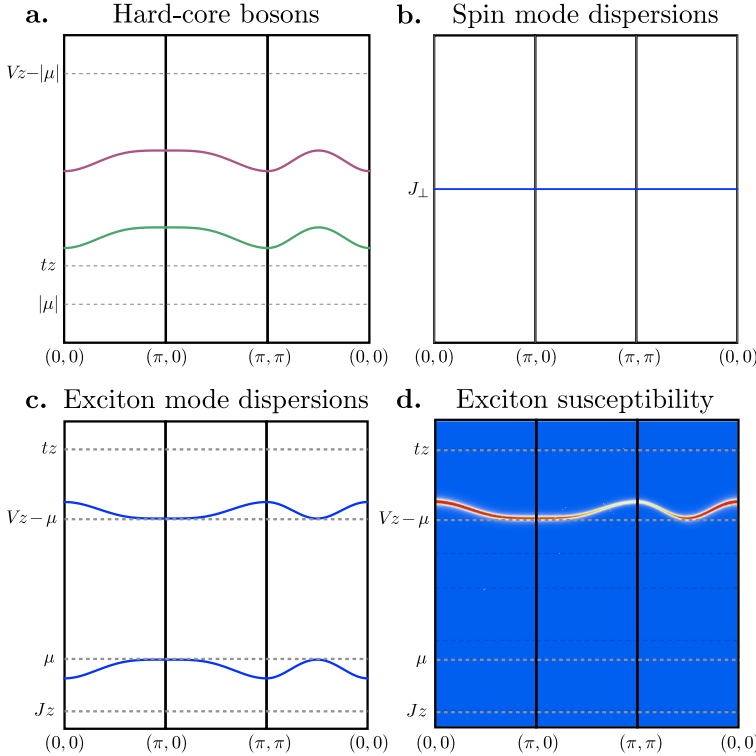 a. Hard-core bosons
Vz−|μ|
tz
|μ|
(0, 0) (π, 0) (π, π) (0, 0)
b. Spin mode dispersions
J⊥
(0, 0) (π, 0) (π, π) (0, 0)
c. Exciton mode dispersions
tz
Vz − μ
μ
Jz
(0, 0) (π, 0) (π, π) (0, 0)
d. Exciton susceptibility
tz
Vz − μ
μ
Jz
(0, 0) (π, 0) (π, π) (0, 0)